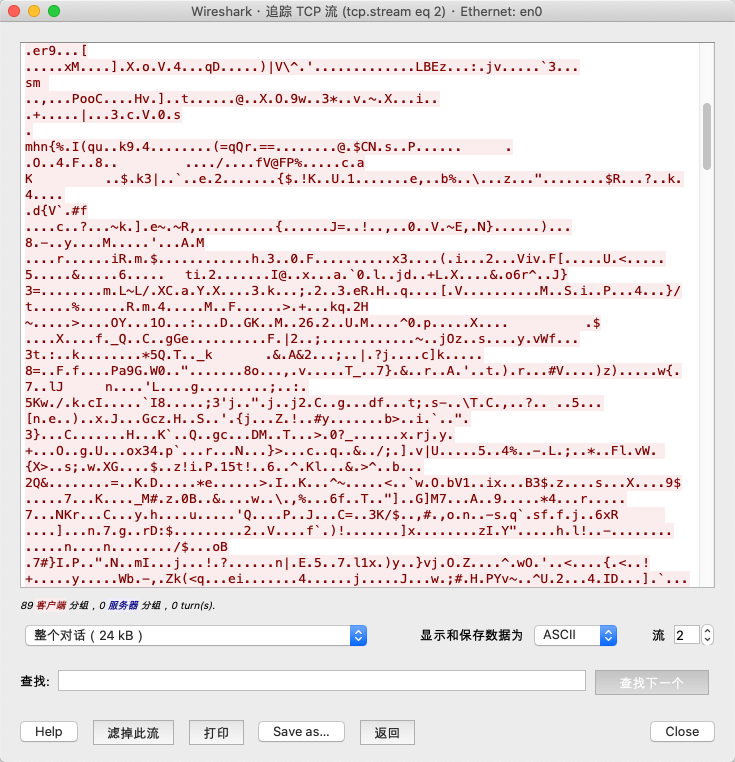 Wireshark · 追踪 TCP 流 (tcp.stream eq 2) · Ethernet: en0
.er9...[
.....xM....].X.o.V.4...qD.....)|V\^.'.............LBEz...:.jv.....`3...
sm
..,...PooC....Hv.]..t......@..X.O.9w..3*..v.~.X...i..
.+.....|...3.c.V.0.s
.
mhn{%.I(qu..k9.4........(=qQr.==........@.$CN.s..P...... .
.O..4.F..8.. ..../....fV@FP%.....c.a
K ..$.k3|..`..e.2.......{$.!K..U.1.......e,..b%..\...z..."........$R...?..k.
4....
.d{V`.#f
....c..?...~k.].e~.~R,..........{......J=..!..,..0..V.~E,.N}......)...
8.-..y....M.....'...A.M
....r......iR.m.$............h.3..0.F..........x3....(.i...2...Viv.F[.....U.<.....
5.....&.....6..... ti.2.......I@..x...a.`0.l..jd..+L.X....&.o6r^..J}
3=........m.L~L/.XC.a.Y.X....3.k...;.2..3.eR.H..q....[.V..........M..S.i..P...4...}/
t.....%......R.m.4.....M..F......>.+...kq.2H
~.....>....OY...1O...:...D..GK..M..26.2..U.M....^0.p.....X.... .$
....X....f._Q..C..gGe..........F.|2..;............~..jOz..s....y.vWf...
3t.:..k........*5Q.T.._k .&.A&2...;..|.?j....c]k.....
8=..F.f....Pa9G.W0..".......8o...,.v.....T_..7}.&..r..A.'..t.).r...#V....)z).....w{.
7..lJ n....'L....g.........;..:.
5Kw./.k.cI.....`I8.....;3'j..".j..j2.C..g...df...t;.s-..\T.C.,..?.. ..5...
[n.e..)..x.J...Gcz.H..S..'.{j...Z.!..#y.......b>..i.`..".
3}...C.......H...K`..Q..gc...DM..T...>.0?_......x.rj.y.
+...O..g.U...ox34.p`...r...N...}>...c..q..&../;.].v|U.....5..4%..-.L.;..*..Fl.vW.
{X>..s;.w.XG....$..z!i.P.15t!..6..^.Kl...&.>^..b...
2Q&........=..K.D.....*e......>.I..K...^~....<..`w.O.bV1..ix...B3$.z....s...X....9$
.....7...K...._M#.z.0B..&....w..\.,%...6f..T.."]..G]M7...A..9.....*4...r.....
7...NKr...C...y.h....u.....'Q....P..J...C=..3K/$..,#.,o.n..-s.q`.sf.f.j..6xR
....]...n.7.g..rD:$.........2..V....f`.)!.......]x........zI.Y".....h.l!..-........
.....n....n......../$...oB
.7#}I.P..".N..mI...j...!.?......n|.E.5..7.l1x.)y..}vj.O.Z....^.wO.'..<....{.<..!
+.....y.....Wb.-,.Zk(<q...ei.......4......j.....J...w.;#.H.PYv~..^U.2...4.ID...].`...
89 客户端 分组，0 服务器 分组，0 turn(s).
整个对话 ( 24 kB )
显示和保存数据为
ASCII
流
2
查找:
查找下一个
Help
滤掉此流
打印
Save as...
返回
Close